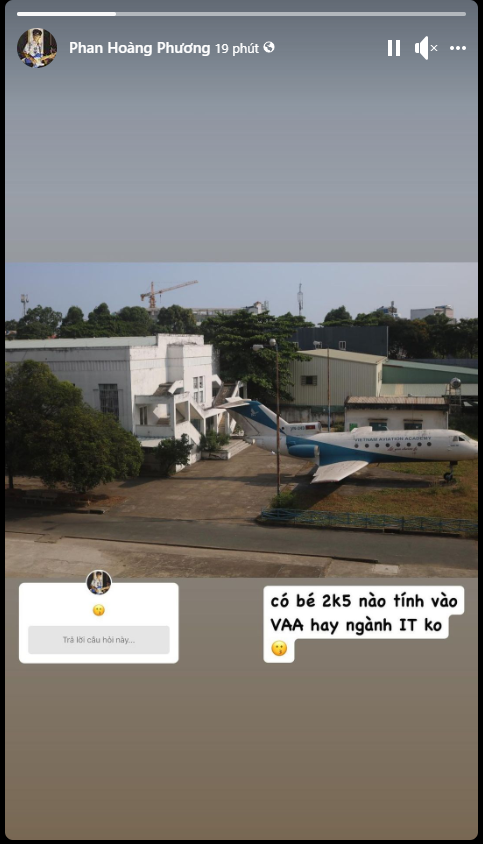 Phan Hoàng Phương 19 phút
VIETNAM AVIATION ACADEMY
Trả lời câu hỏi này...
có bé 2k5 nào tính vào
VAA hay ngành IT ko